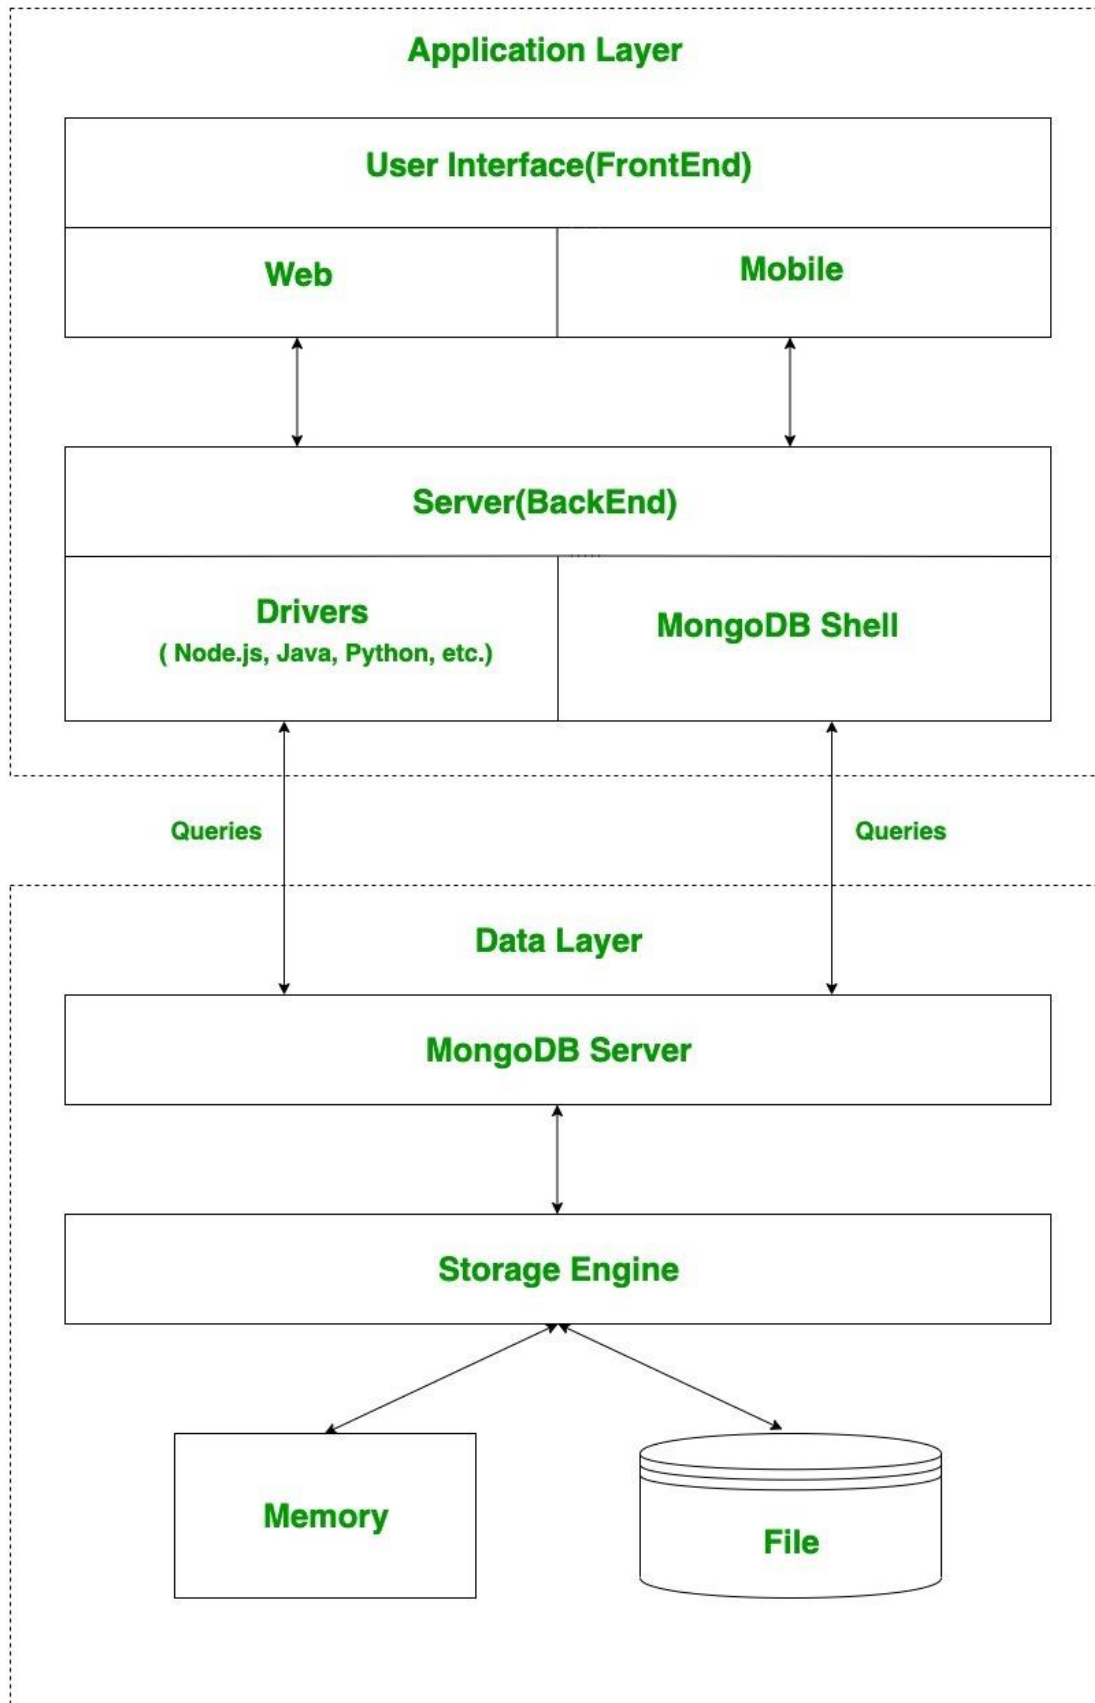 Application Layer
User Interface(FrontEnd)
Web
Mobile
Server(BackEnd)
Drivers
( Node.js, Java, Python, etc.)
MongoDB Shell
Queries
Queries
Data Layer
MongoDB Server
Storage Engine
Memory
File